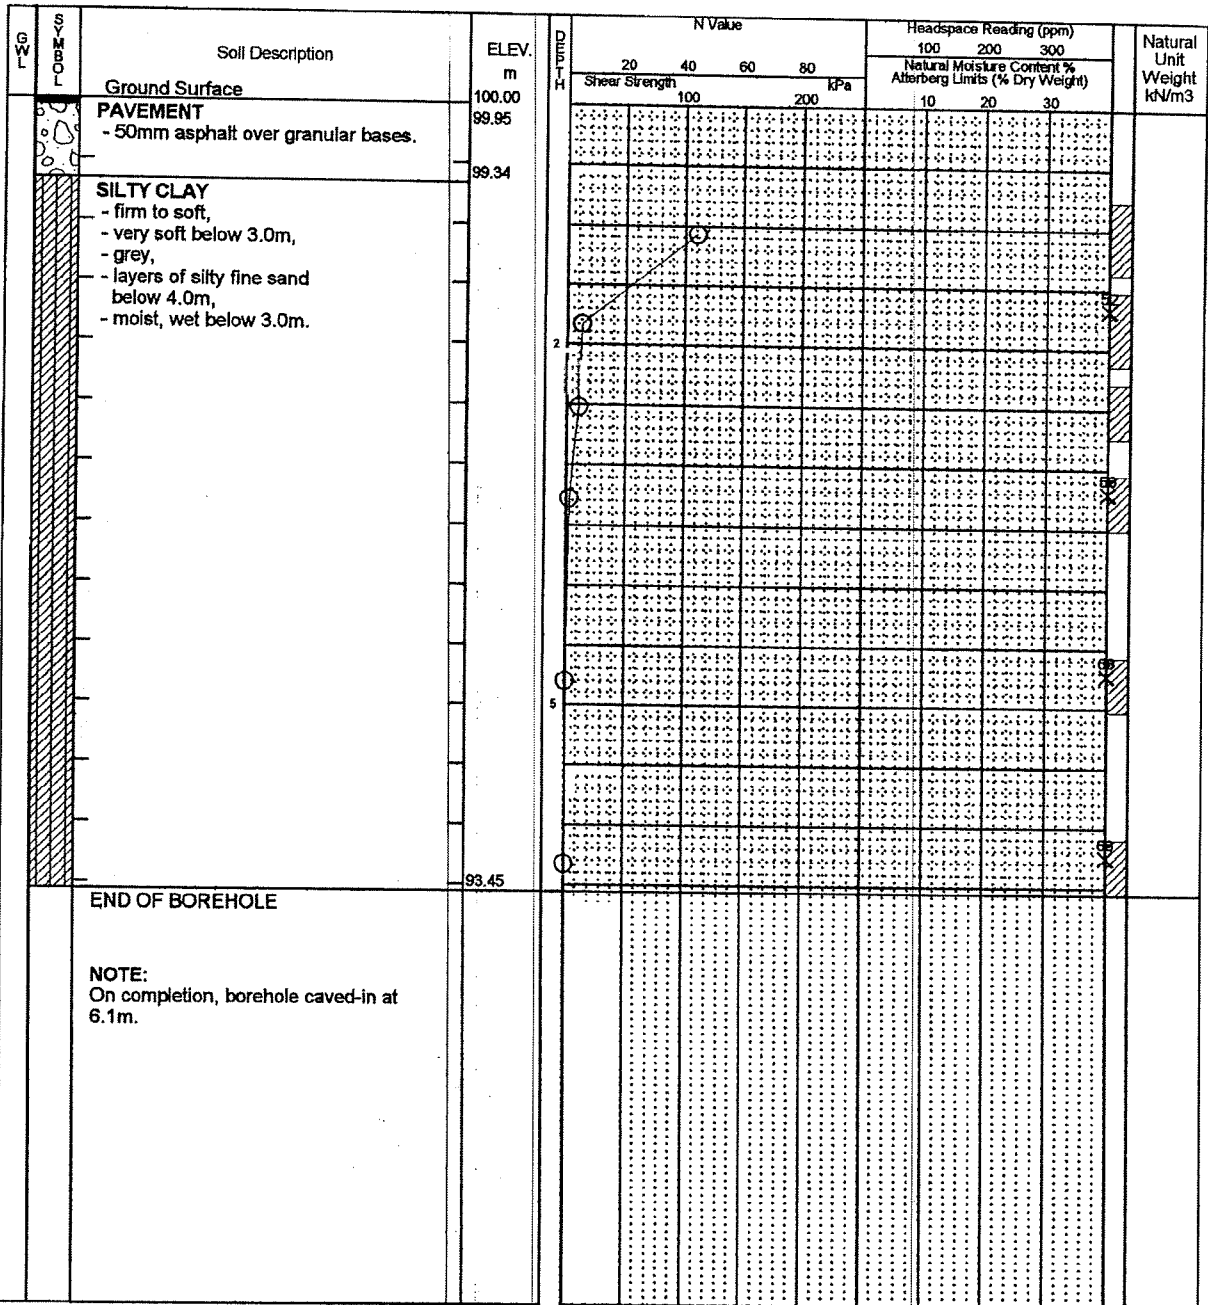 GWL
SYMBOL
Soil Description
Ground Surface
ELEV.
m
100.00
DEPTH
N Value
20 40 60 80
Shear Strength kPa
100 200
Headspace Reading (ppm)
100 200 300
Natural Moisture Content %
Atterberg Limits (% Dry Weight)
10 20 30
Natural
Unit
Weight
kN/m3
PAVEMENT 99.95
- 50mm asphalt over granular bases.
99.34
SILTY CLAY
- firm to soft,
- very soft below 3.0m,
- grey,
- layers of silty fine sand
below 4.0m,
- moist, wet below 3.0m.
2
5
93.45
END OF BOREHOLE
NOTE:
On completion, borehole caved-in at
6.1m.